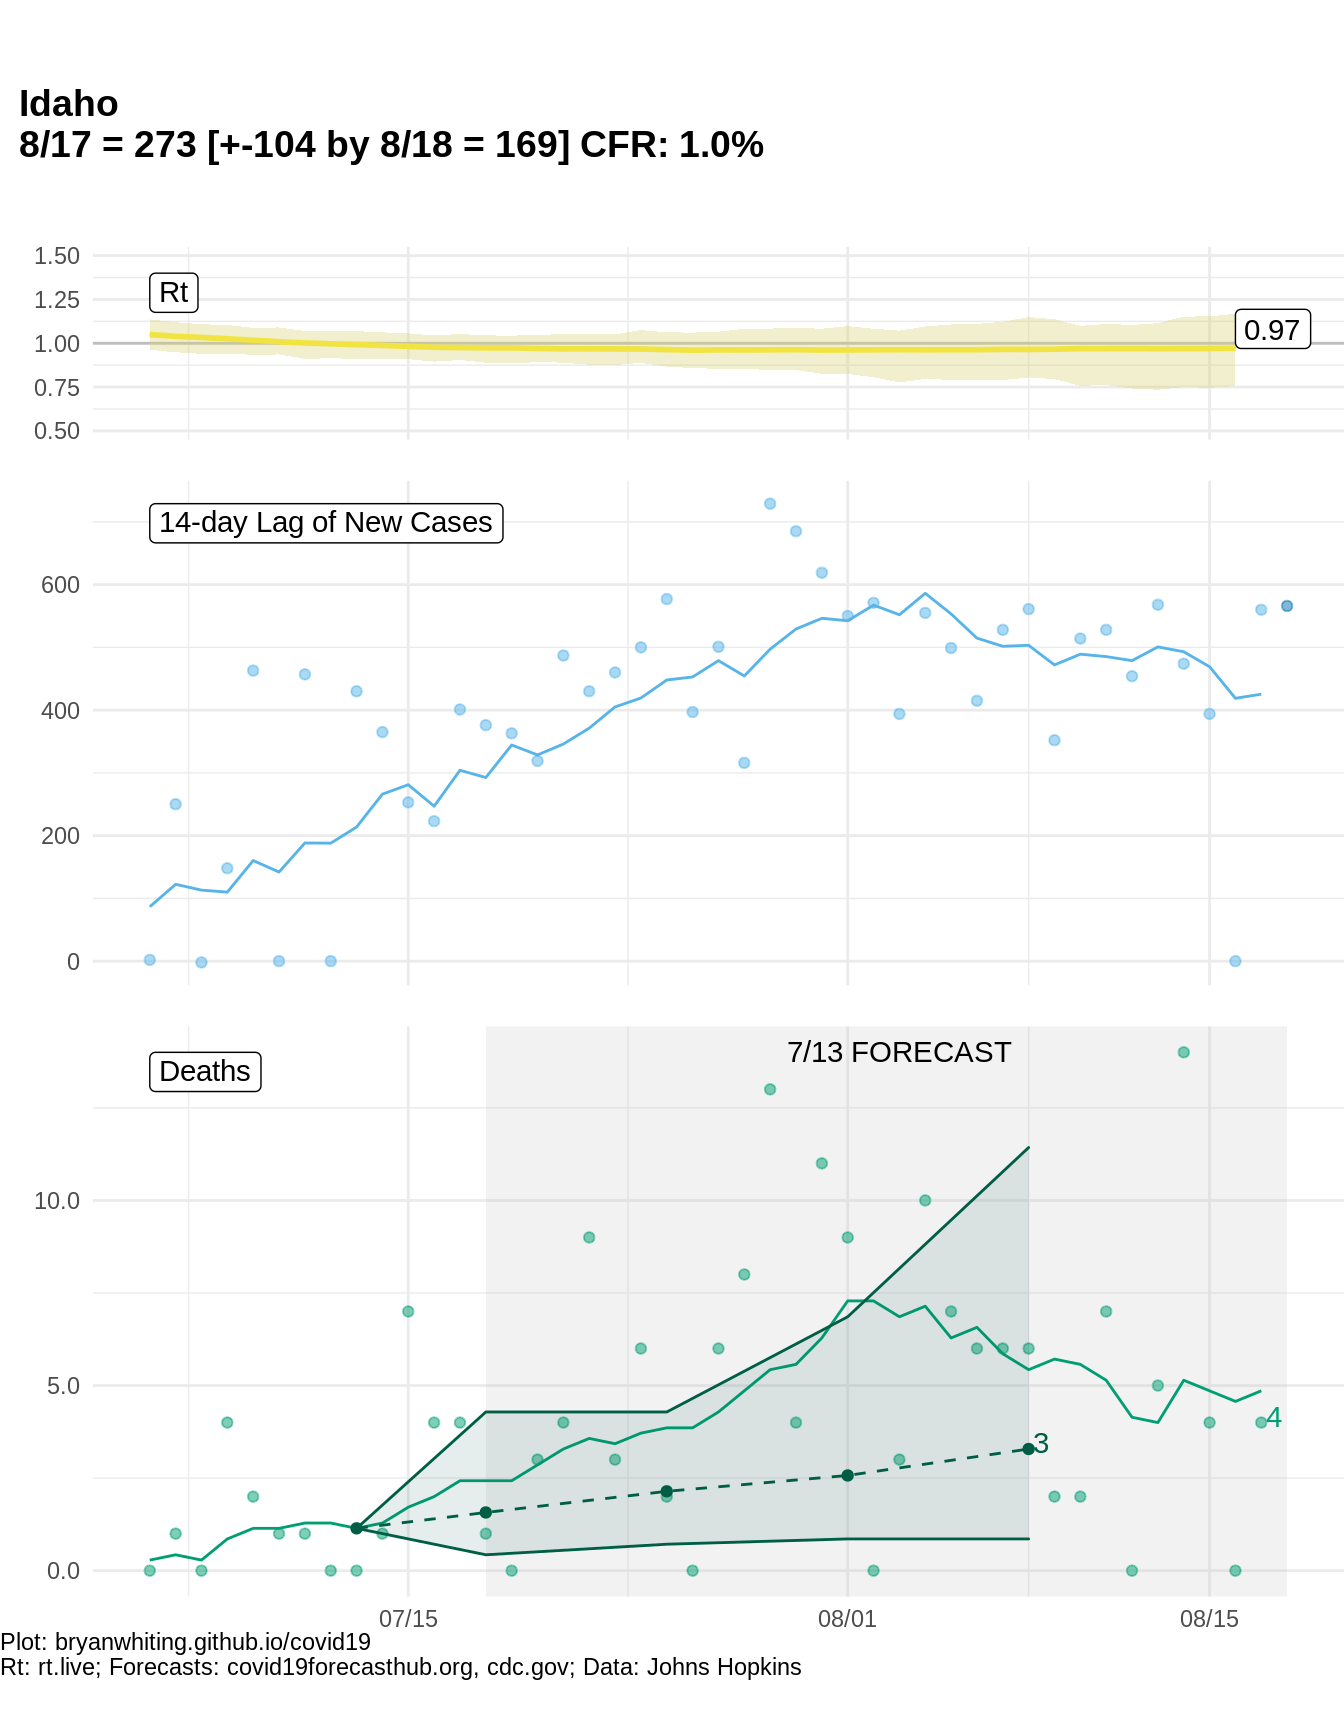 Idaho
8/17 = 273 [+-104 by 8/18 = 169] CFR: 1.0%
1.50
Rt
1.25
0.97
1.00
0.75
0.50
14-day Lag of New Cases
600
400
200
0
7/13 FORECAST
Deaths
10.0
5.0
4
3
0.0
07/15 08/01 08/15
Plot: bryanwhiting.github.io/covid19
Rt: rt.live; Forecasts: covid19forecasthub.org, cdc.gov; Data: Johns Hopkins